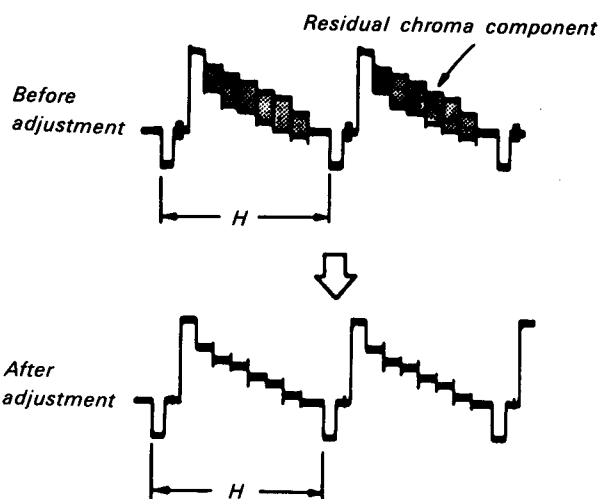 Residual chroma component
Before
adjustment
H
After
adjustment
H